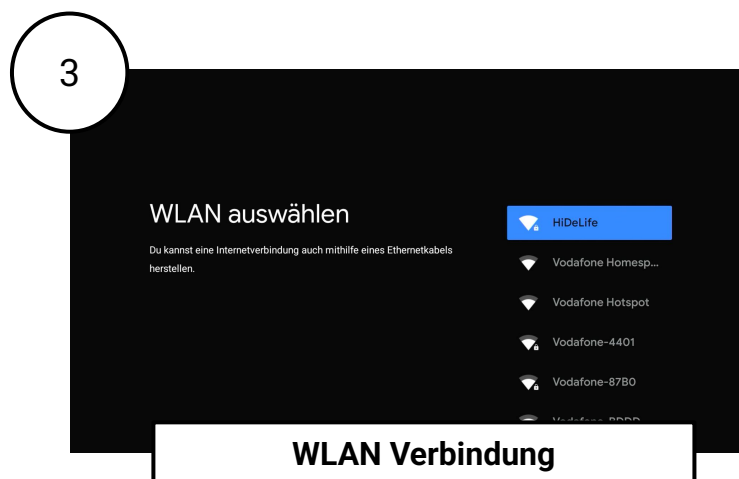 3
WLAN auswählen
Du kannst eine Internetverbindung auch mithilfe eines Ethernetkabels
herstellen.
HiDeLife
Vodafone Homesp...
Vodafone Hotspot
Vodafone-4401
Vodafone-87B0
WLAN Verbindung